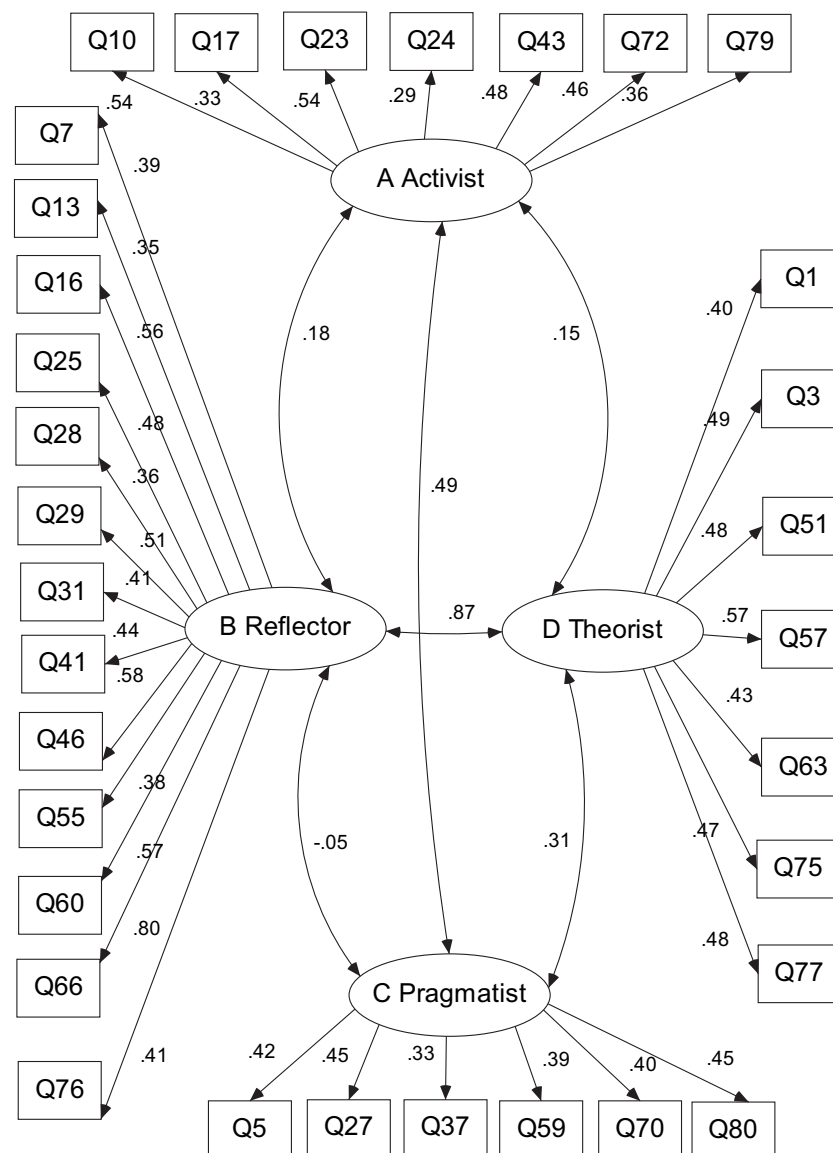 Q10 Q17 Q23 Q24 Q43 Q72 Q79
.54 .33 .54 .29 .48 .46 .36
Q7
.39
A Activist
Q13
.35
Q16
Q1
.40
.56
.18
.15
Q25
Q3
.49
Q28
.48
.36
.49
Q29
.51
Q51
.48
Q31
.41
.44
B Reflector
.87
D Theorist
.57
Q57
Q41
.58
.43
Q46
Q63
.38
Q55
.57
-.05
.31
.47
Q75
Q60
.80
.48
Q66
Q77
C Pragmatist
.41
.42 .45 .33 .39 .40 .45
Q76
Q5 Q27 Q37 Q59 Q70 Q80